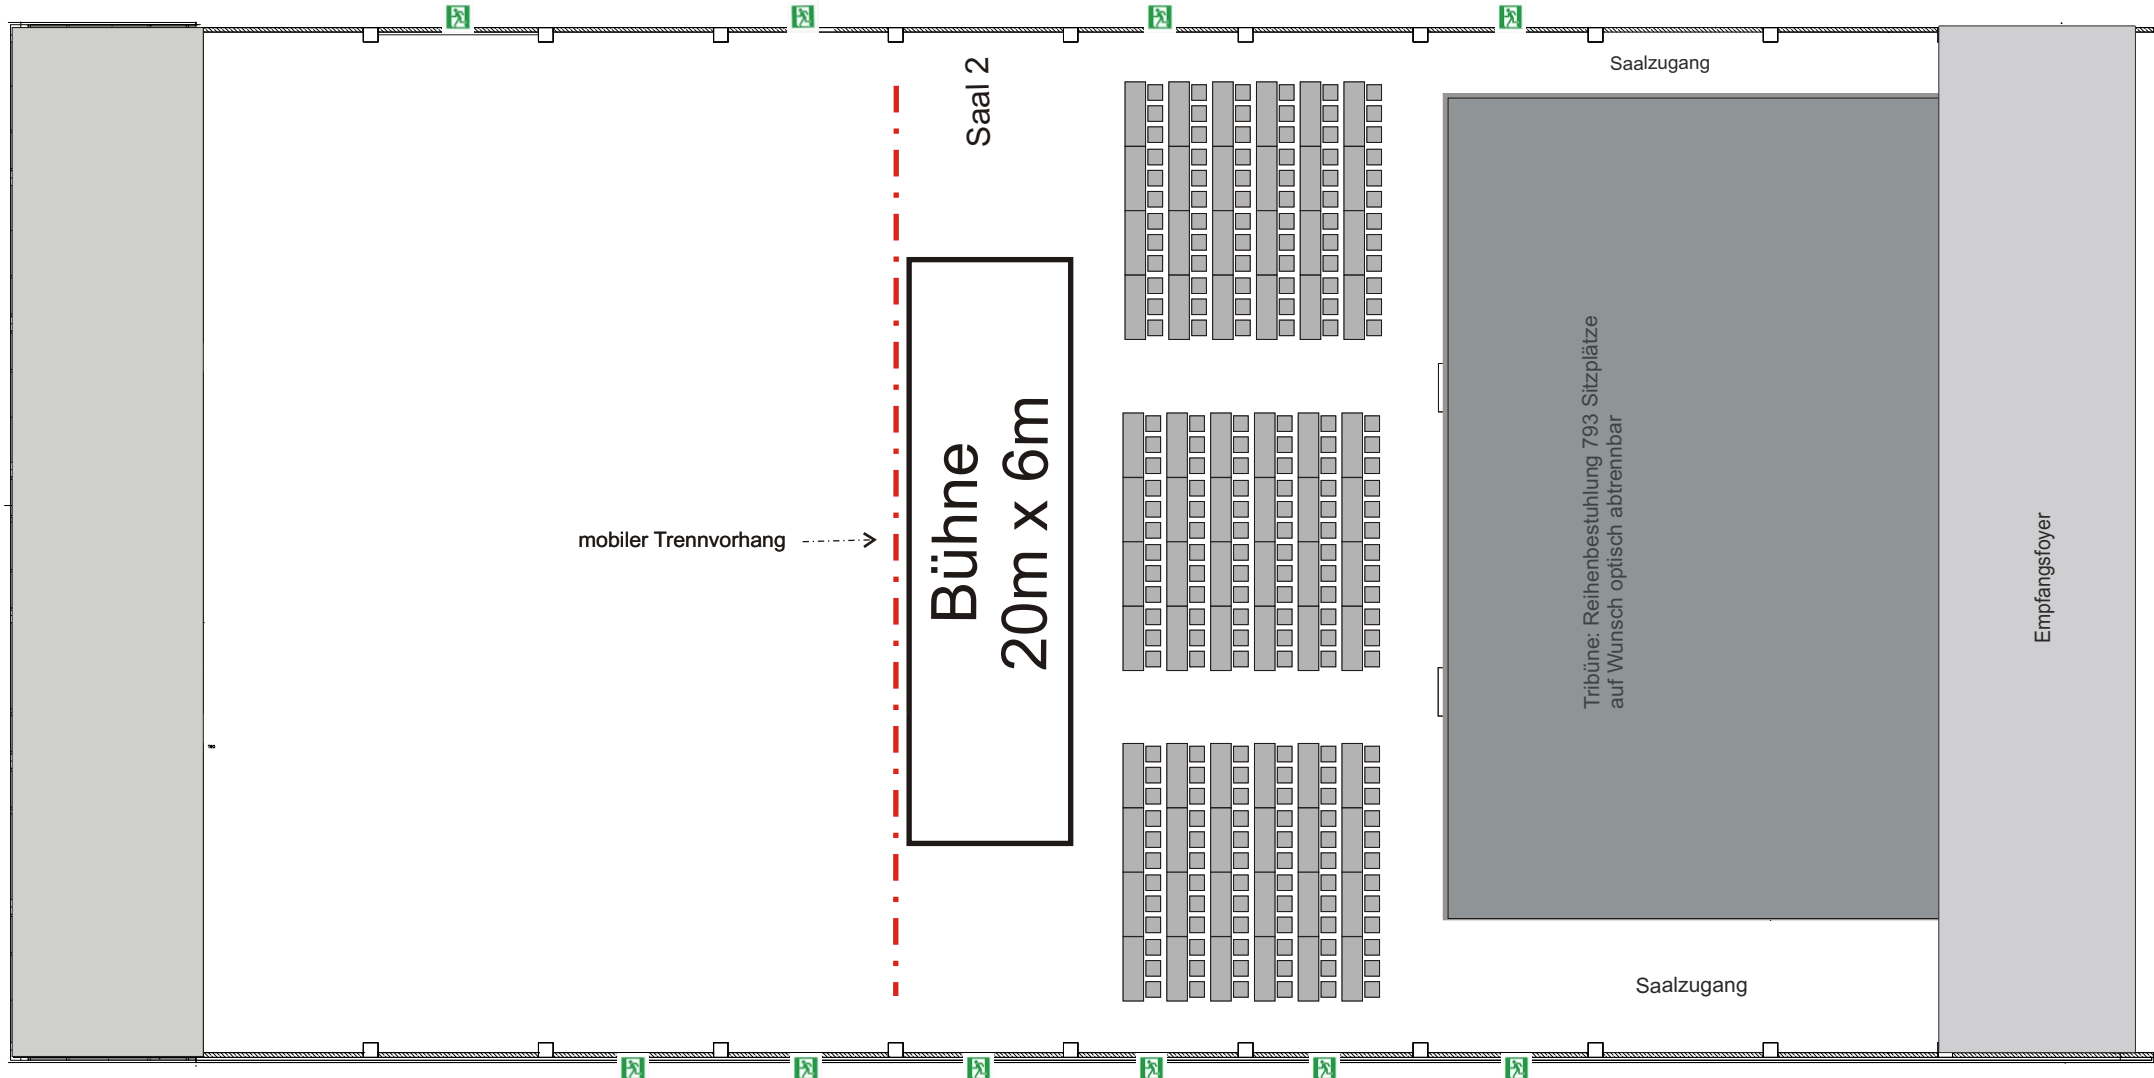 Saalzugang
Saal 2
mobiler Trennvorhang
Bühne
20m x 6m
Tribüne: Reihenbestuhlung 793 Sitzplätze
auf Wunsch optisch abtrennbar
Empfangsfoyer
Saalzugang